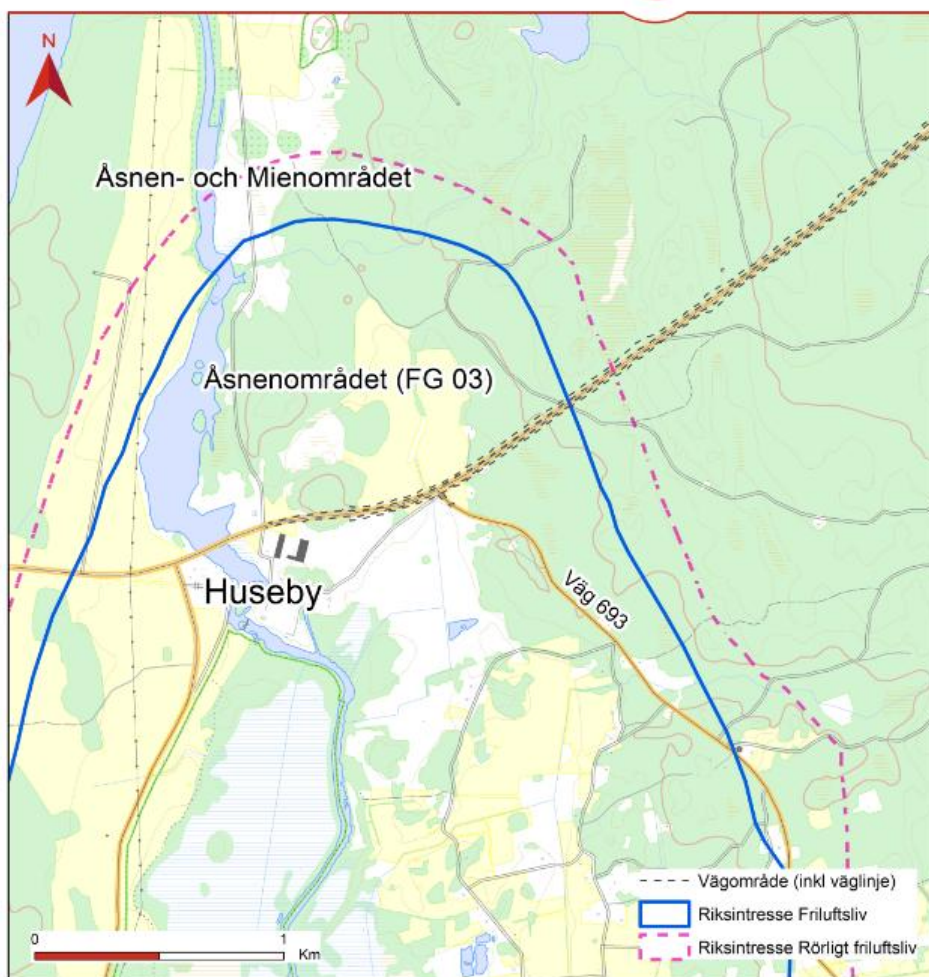 N
Åsnen- och Mienområdet
Åsnenområdet (FG 03)
Huseby
Väg 693
Vägområde (inkl väglinje)
Riksintresse Friluftsliv
Riksintresse Rörligt friluftsliv
0 1
Km